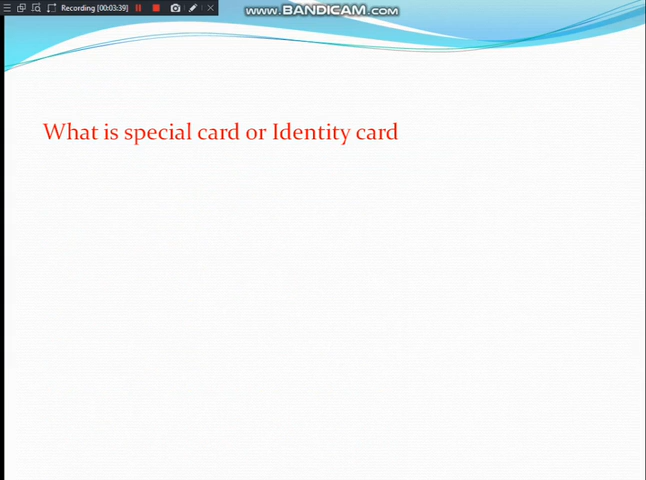 Recording [00:03:39]
www.BANDICAM.com
What is special card or Identity card